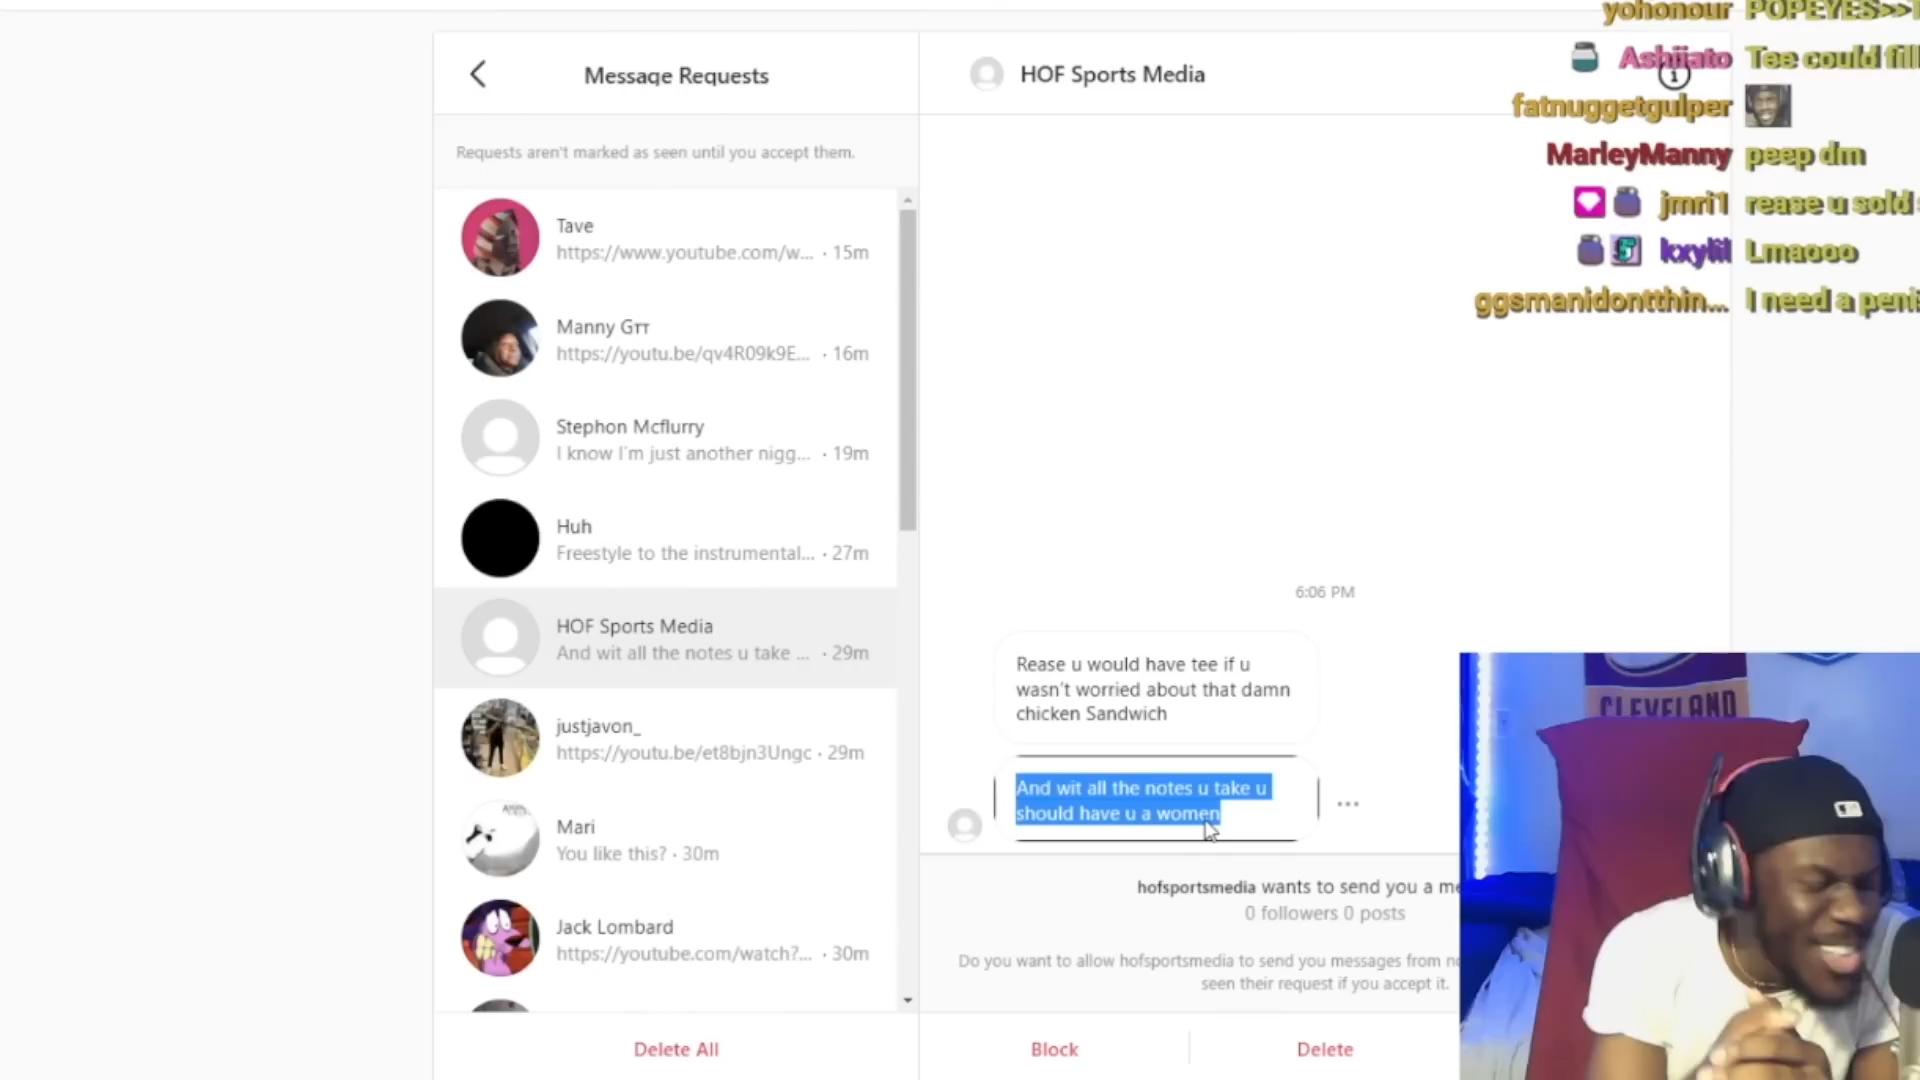 Message Requests
Requests aren't marked as seen until you accept them.
Tave
https://www.youtube.com/w... · 15m
Manny Gтт
https://youtu.be/qv4R09k9E... · 16m
Stephon Mcflurry
I know I'm just another nigg... · 19m
Huh
Freestyle to the instrumental... · 27m
HOF Sports Media
And wit all the notes u take ... · 29m
justjavon_
https://youtu.be/et8bjn3Ungc · 29m
Mari
You like this? · 30m
Jack Lombard
https://youtube.com/watch?... · 30m
Delete All
HOF Sports Media
6:06 PM
Rease u would have tee if u
wasn't worried about that damn
chicken Sandwich
And wit all the notes u take u
should have u a women
hofsportsmedia wants to send you a me
0 followers 0 posts
Do you want to allow hofsportsmedia to send you messages from
seen their request if you accept it.
Block
Delete
yohonour POPEYES>>
Ashiiato Tee could fill
fatnuggetgulper
MarleyManny peep dm
jmri1 rease u sold
kxylil Lmaooo
ggsmanidontthin... I need a penis
CLEVELAND